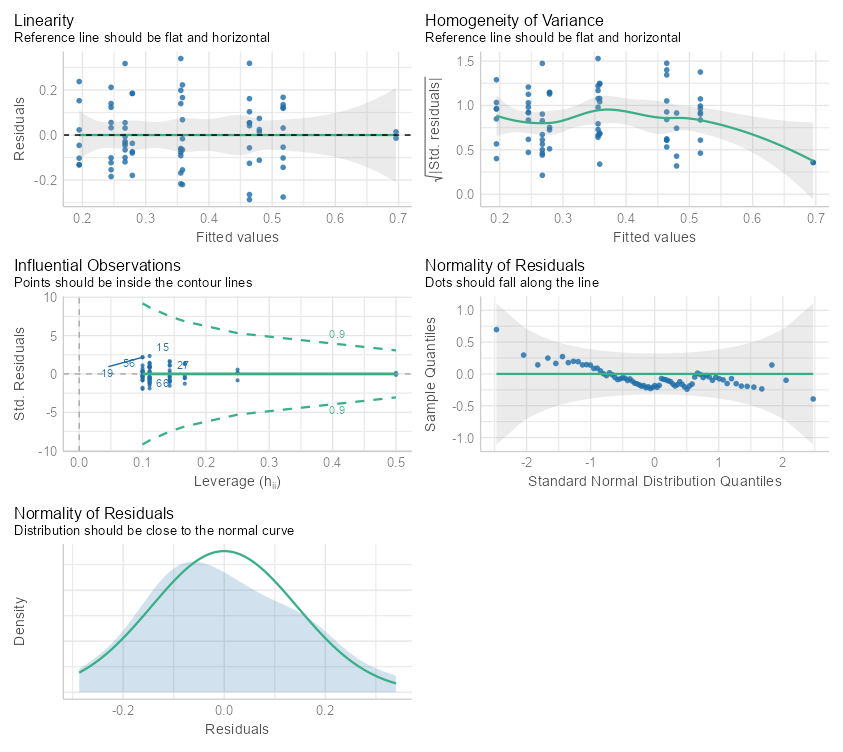 Linearity
Reference line should be flat and horizontal
Residuals
0.2
0.0
-0.2
0.2
0.3
0.4
0.5
0.6
0.7
Fitted values
Homogeneity of Variance
Reference line should be flat and horizontal
√|Std. residuals|
1.5
1.0
0.5
0.0
0.2
0.3
0.4
0.5
0.6
0.7
Fitted values
Influential Observations
Points should be inside the contour lines
Std. Residuals
10
5
0
-5
-10
0.9
15
56
27
19
66
0.9
0.0
0.1
0.2
0.3
0.4
0.5
Leverage (hii)
Normality of Residuals
Dots should fall along the line
Sample Quantiles
1.0
0.5
0.0
-0.5
-1.0
-2
-1
0
1
2
Standard Normal Distribution Quantiles
Normality of Residuals
Distribution should be close to the normal curve
Density
-0.2
0.0
0.2
Residuals